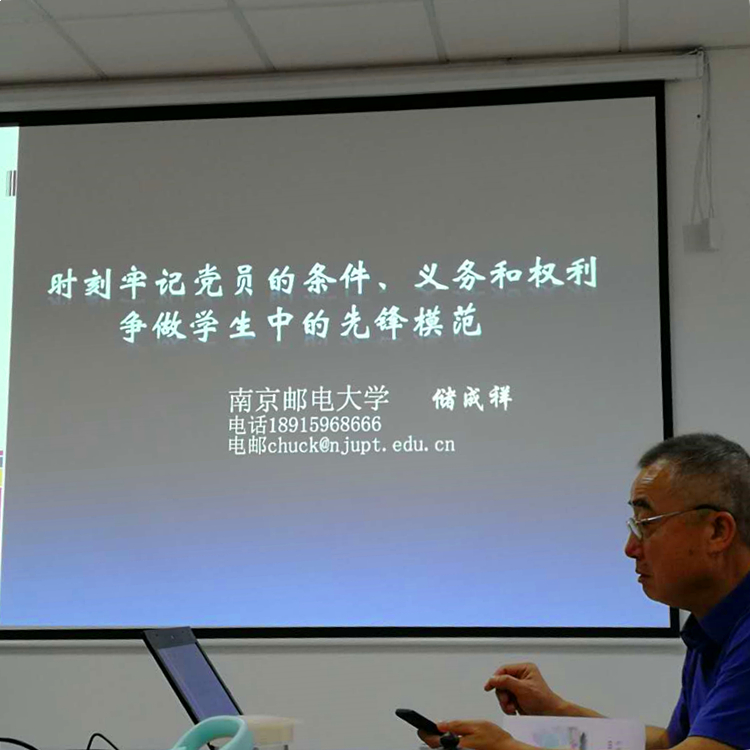 时刻牢记党员的条件、义务和权利
争做学生中的先锋模范
南京邮电大学 储成祥
电话18915968666
电邮chuck@njupt.edu.cn